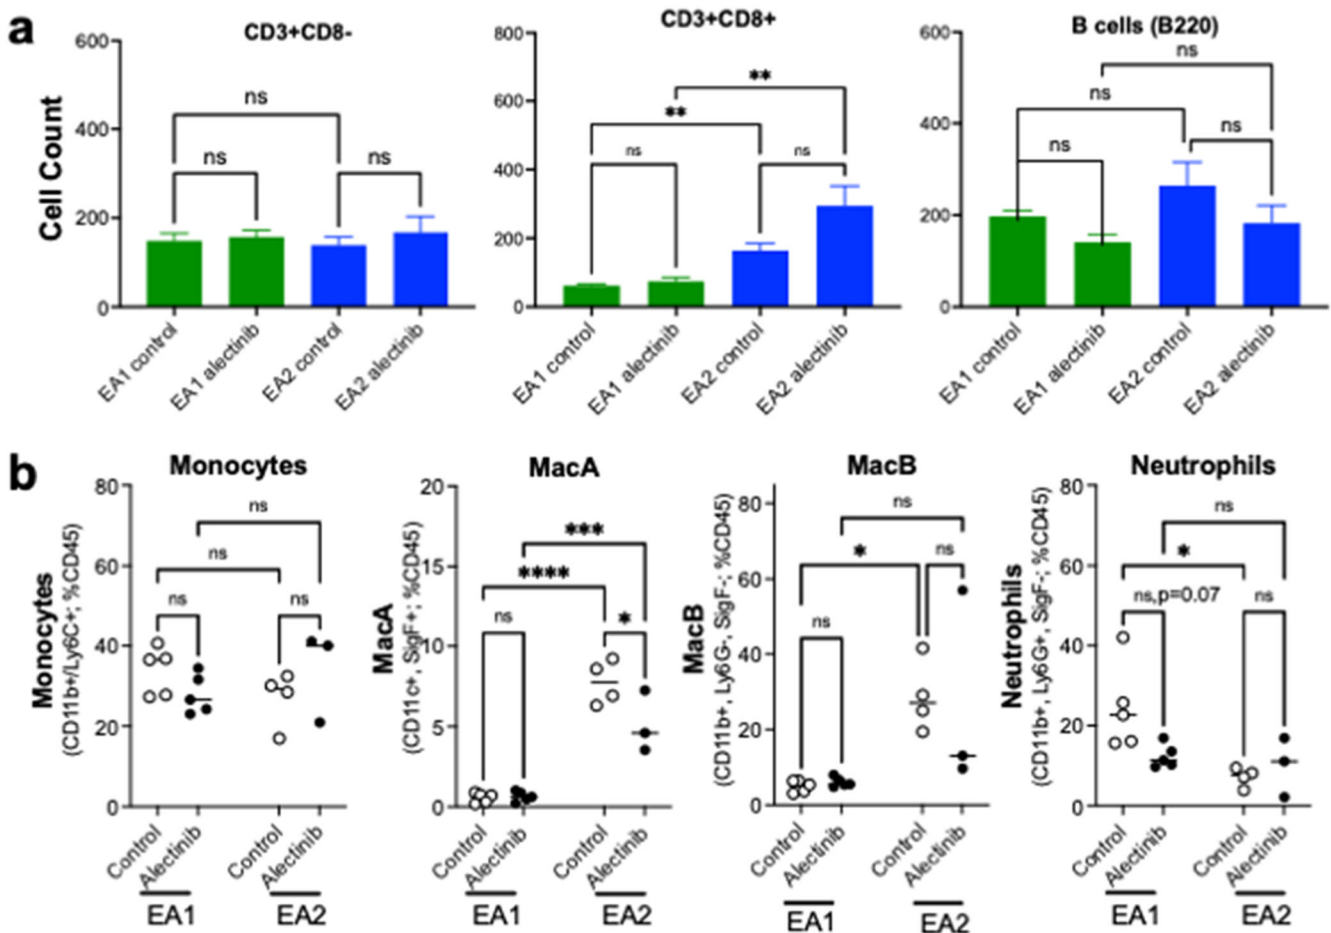 a
CD3+CD8-
Cell Count
600
400
200
0
ns
ns
ns
EA1 control
EA1 alectinib
EA2 control
EA2 alectinib
CD3+CD8+
800
600
400
200
0
**
**
ns
ns
EA1 control
EA1 alectinib
EA2 control
EA2 alectinib
B cells (B220)
600
400
200
0
ns
ns
ns
ns
EA1 control
EA1 alectinib
EA2 control
EA2 alectinib
b
Monocytes
Monocytes
(CD11b+/Ly6C+; %CD45)
80
60
40
20
0
ns
ns
ns
ns
Control
Alectinib
Control
Alectinib
EA1
EA2
MacA
MacA
(CD11c+, SigF+; %CD45)
20
15
10
5
0
***
****
ns
*
Control
Alectinib
Control
Alectinib
EA1
EA2
MacB
MacB
(CD11b+, Ly6G-, SigF-; %CD45)
80
60
40
20
0
ns
*
ns
ns
Control
Alectinib
Control
Alectinib
EA1
EA2
Neutrophils
Neutrophils
(CD11b+, Ly6G+, SigF-; %CD45)
80
60
40
20
0
ns
*
ns,p=0.07
ns
Control
Alectinib
Control
Alectinib
EA1
EA2